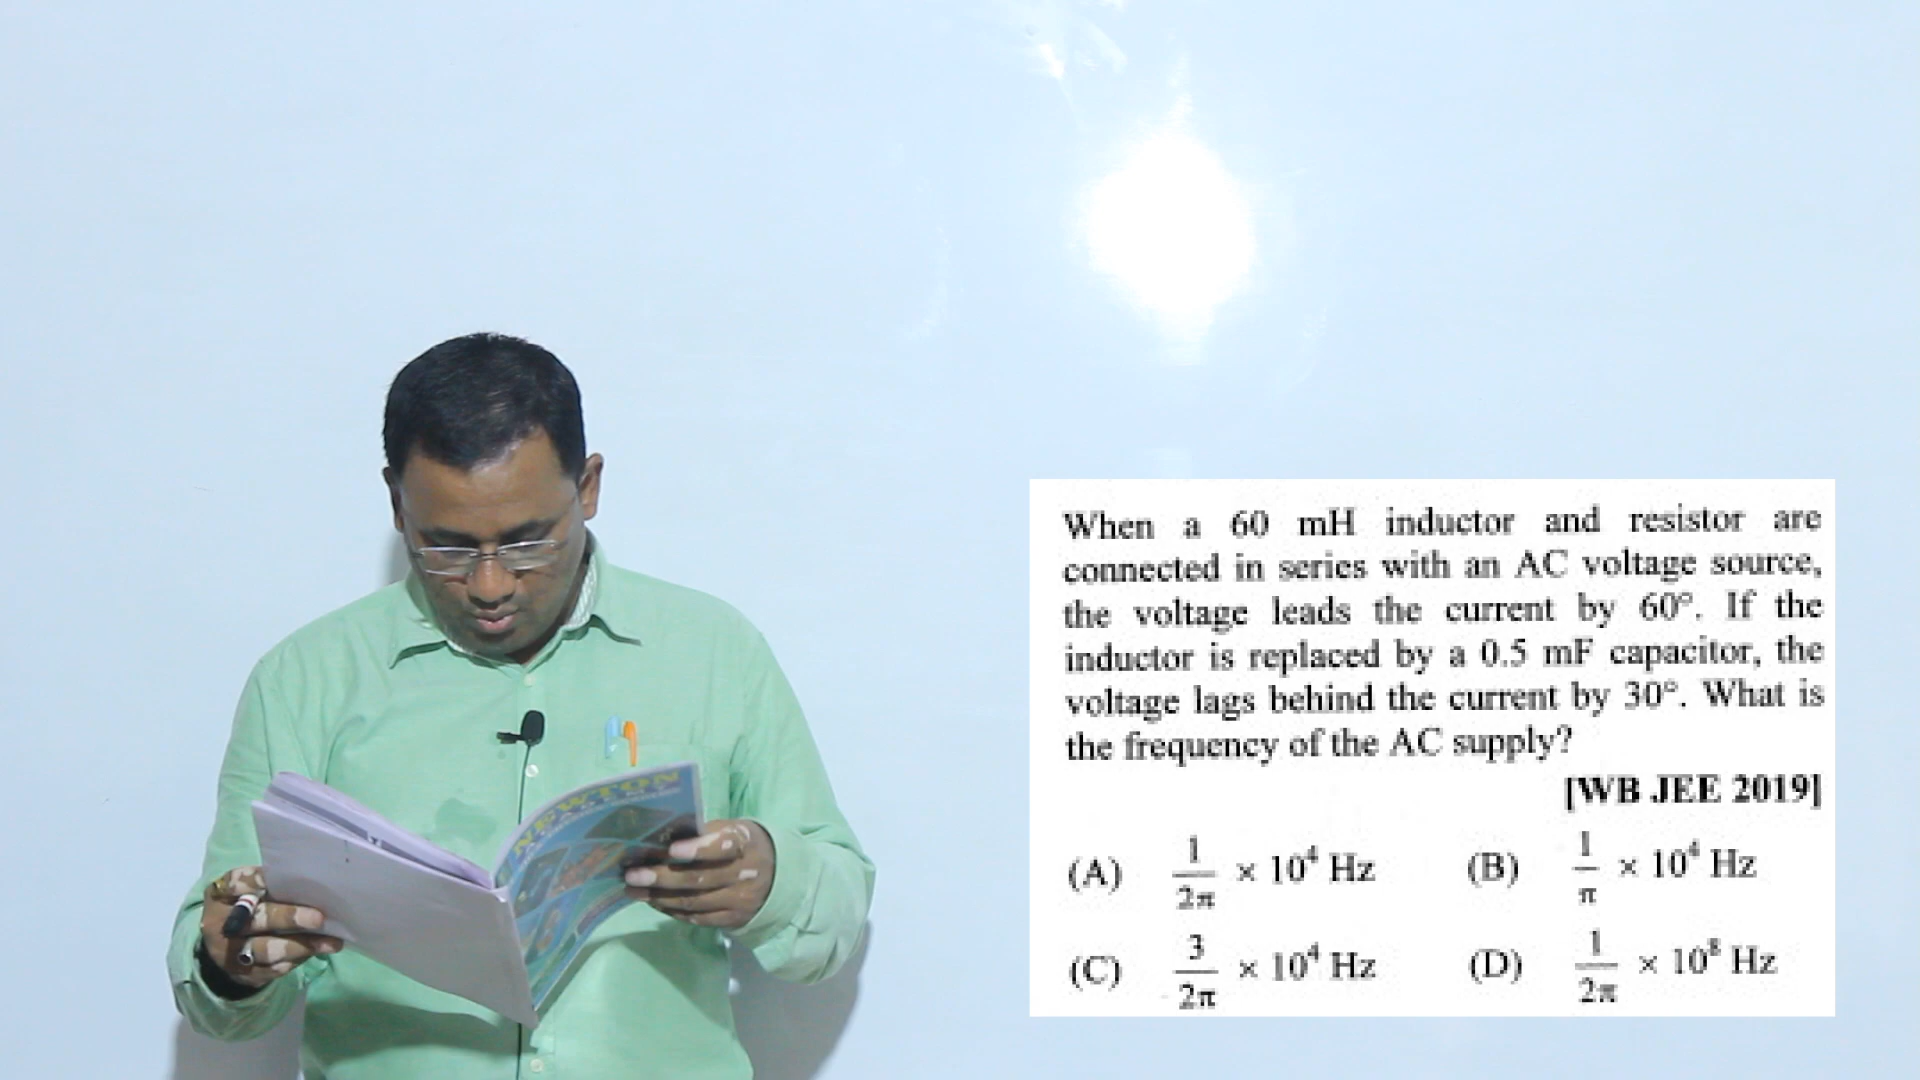 NEWTON
When a 60 mH inductor and resistor are
connected in series with an AC voltage source,
the voltage leads the current by 60°. If the
inductor is replaced by a 0.5 mF capacitor, the
voltage lags behind the current by 30°. What is
the frequency of the AC supply?
[WB JEE 2019]
(A) 1/2π × 10⁴ Hz (B) 1/π × 10⁴ Hz
(C) 3/2π × 10⁴ Hz (D) 1/2π × 10⁸ Hz